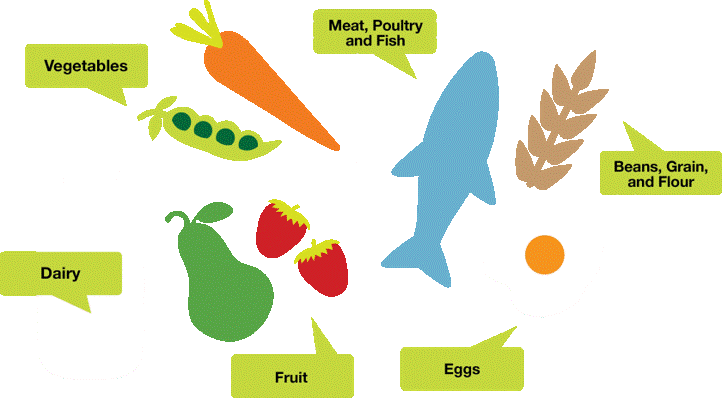 Meat, Poultry
and Fish
Vegetables
Beans, Grain,
and Flour
Dairy
Fruit
Eggs